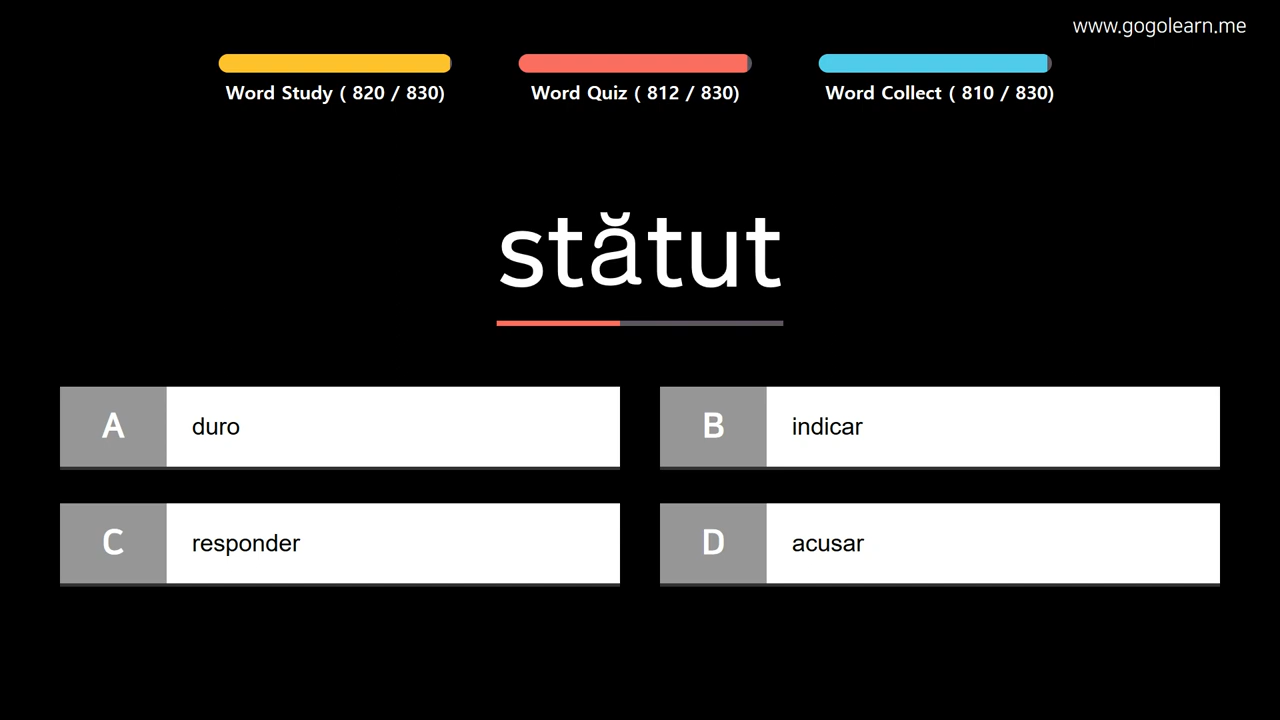 www.gogolearn.me
Word Study ( 820 / 830)
Word Quiz ( 812 / 830)
Word Collect ( 810 / 830)
stătut
A duro
B indicar
C responder
D acusar